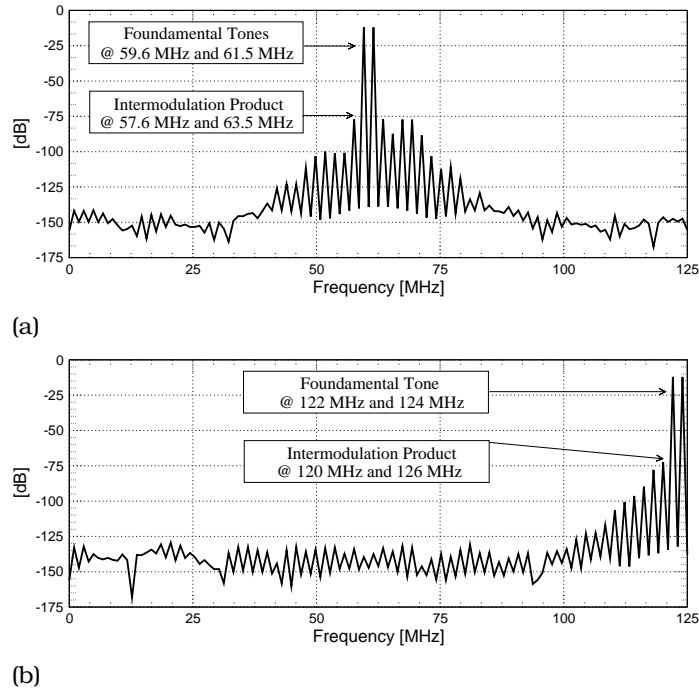 0
-25
-50
-75
-100
-125
-150
-175
[dB]
Foundamental Tones
@ 59.6 MHz and 61.5 MHz
Intermodulation Product
@ 57.6 MHz and 63.5 MHz
0 25 50 75 100 125
Frequency [MHz]
(a)
0
-25
-50
-75
-100
-125
-150
-175
[dB]
Foundamental Tone
@ 122 MHz and 124 MHz
Intermodulation Product
@ 120 MHz and 126 MHz
0 25 50 75 100 125
Frequency [MHz]
(b)